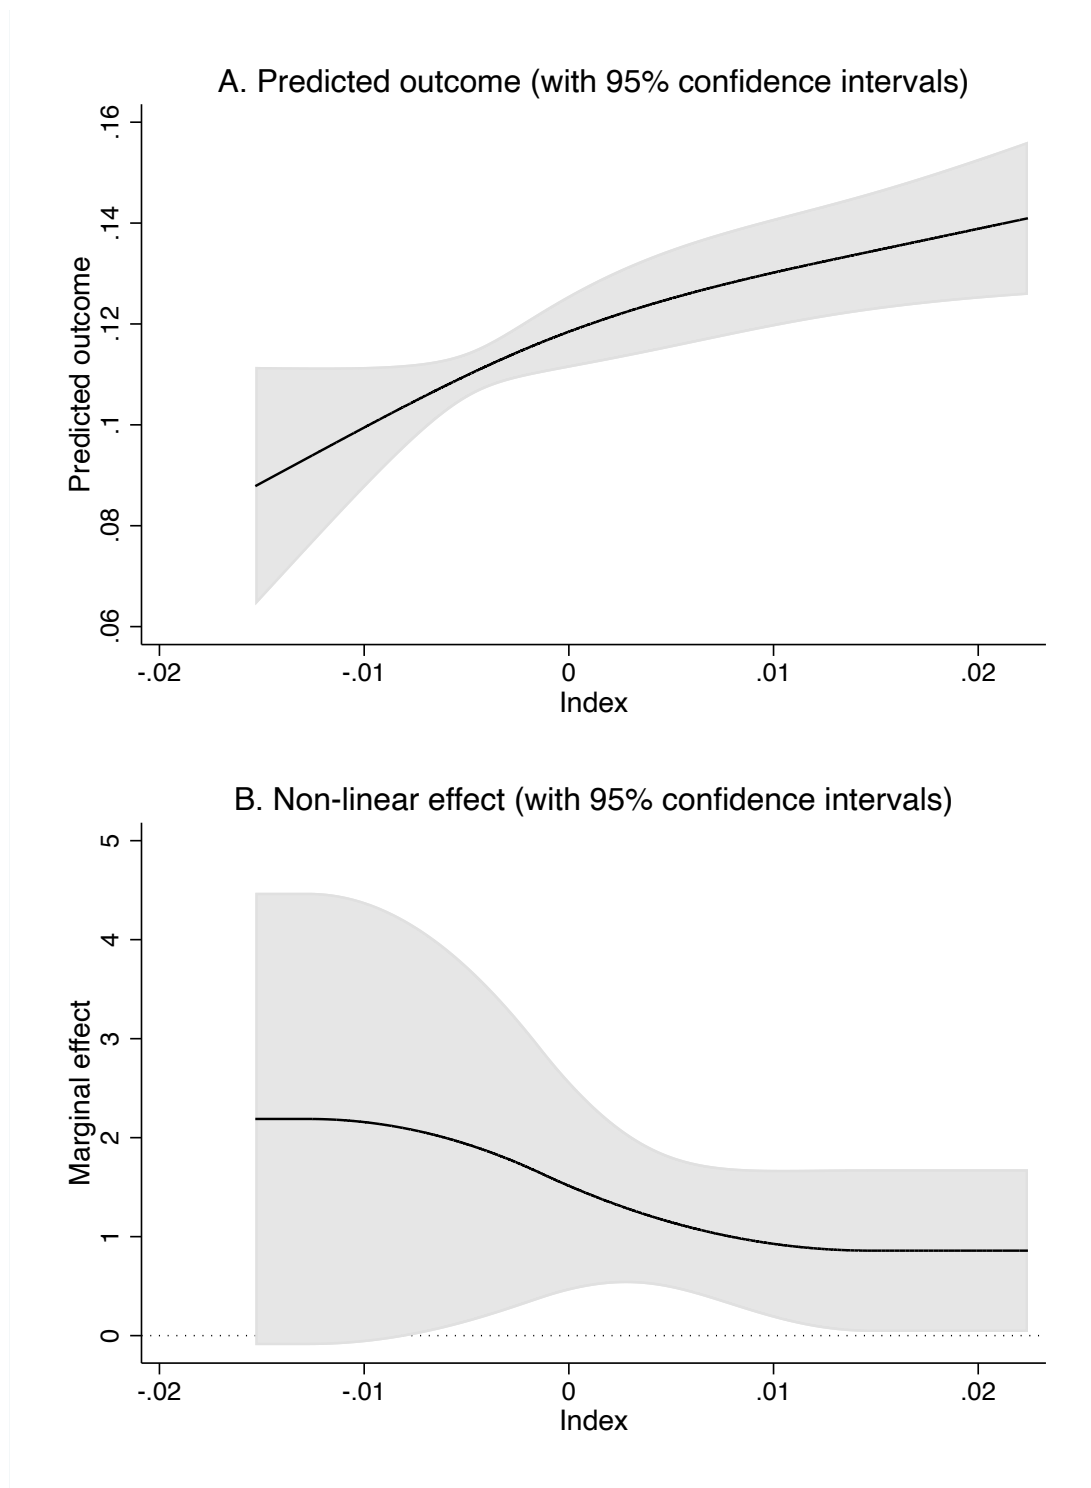 A. Predicted outcome (with 95% confidence intervals)
Predicted outcome
.16
.14
.12
.1
.08
.06
-.02 -.01 0 .01 .02
Index
B. Non-linear effect (with 95% confidence intervals)
Marginal effect
5
4
3
2
1
0
-.02 -.01 0 .01 .02
Index